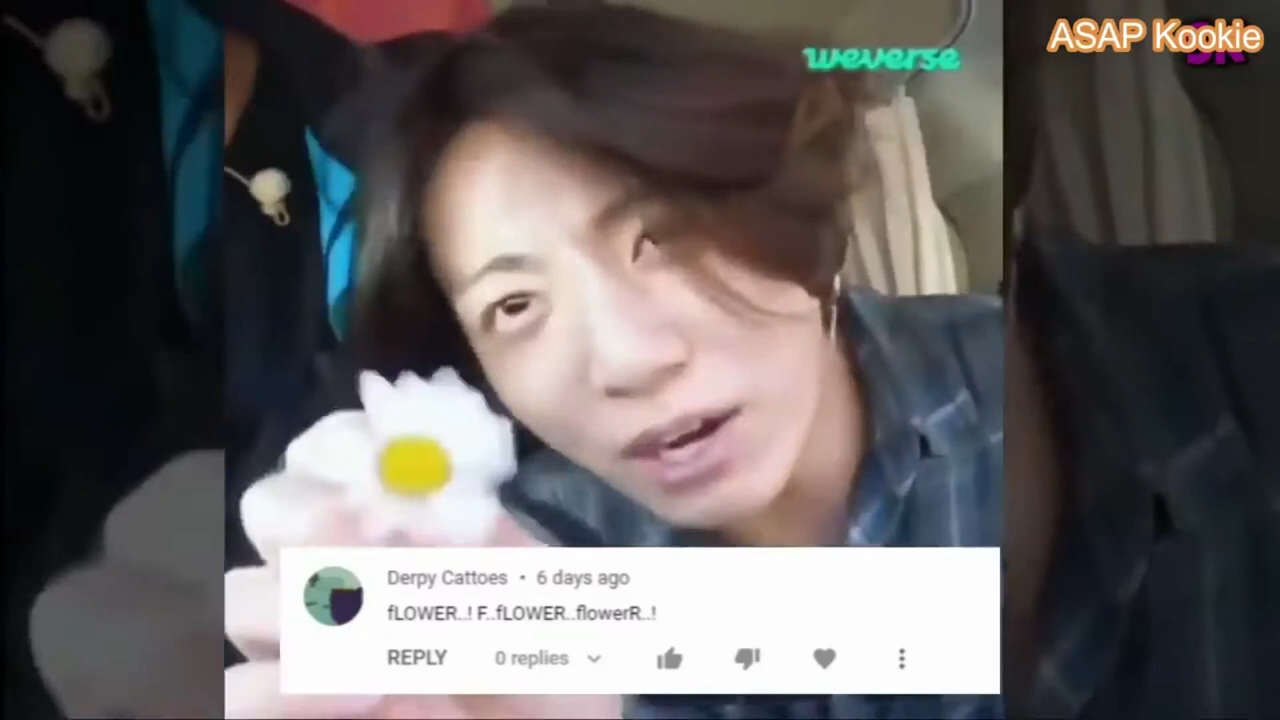 ASAP Kookie
weverse
Derpy Cattoes • 6 days ago
fLOWER..! F..fLOWER..flowerR..!
REPLY 0 replies